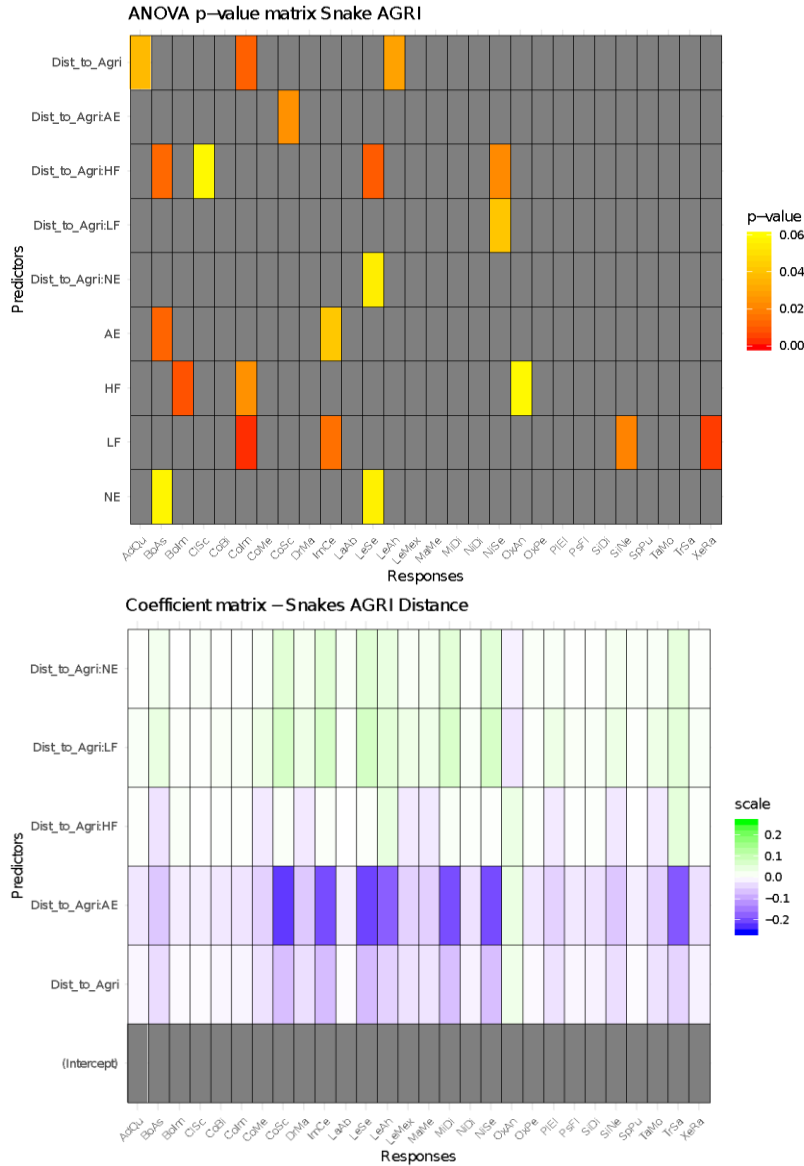 ANOVA p−value matrix Snake AGRI
Dist_to_Agri
Dist_to_Agri:AE
Dist_to_Agri:HF
Dist_to_Agri:LF
Dist_to_Agri:NE
AE
HF
LF
NE
Predictors
AdQu BoAs BoIm ClSc CoBi CoIm CoMe CoSc DrMa ImCe LaAb LeSe LeAn LeMex MaMe MiDi NiDi NiSe OxAn OxPe PlEl PsFl SiDi SiNe SpPu TaMo TrSa XeRa
Responses
p−value
0.06
0.04
0.02
0.00
Coefficient matrix − Snakes AGRI Distance
Dist_to_Agri:NE
Dist_to_Agri:LF
Dist_to_Agri:HF
Dist_to_Agri:AE
Dist_to_Agri
(Intercept)
Predictors
AdQu BoAs BoIm ClSc CoBi CoIm CoMe CoSc DrMa ImCe LaAb LeSe LeAn LeMex MaMe MiDi NiDi NiSe OxAn OxPe PlEl PsFl SiDi SiNe SpPu TaMo TrSa XeRa
Responses
scale
0.2
0.1
0.0
−0.1
−0.2